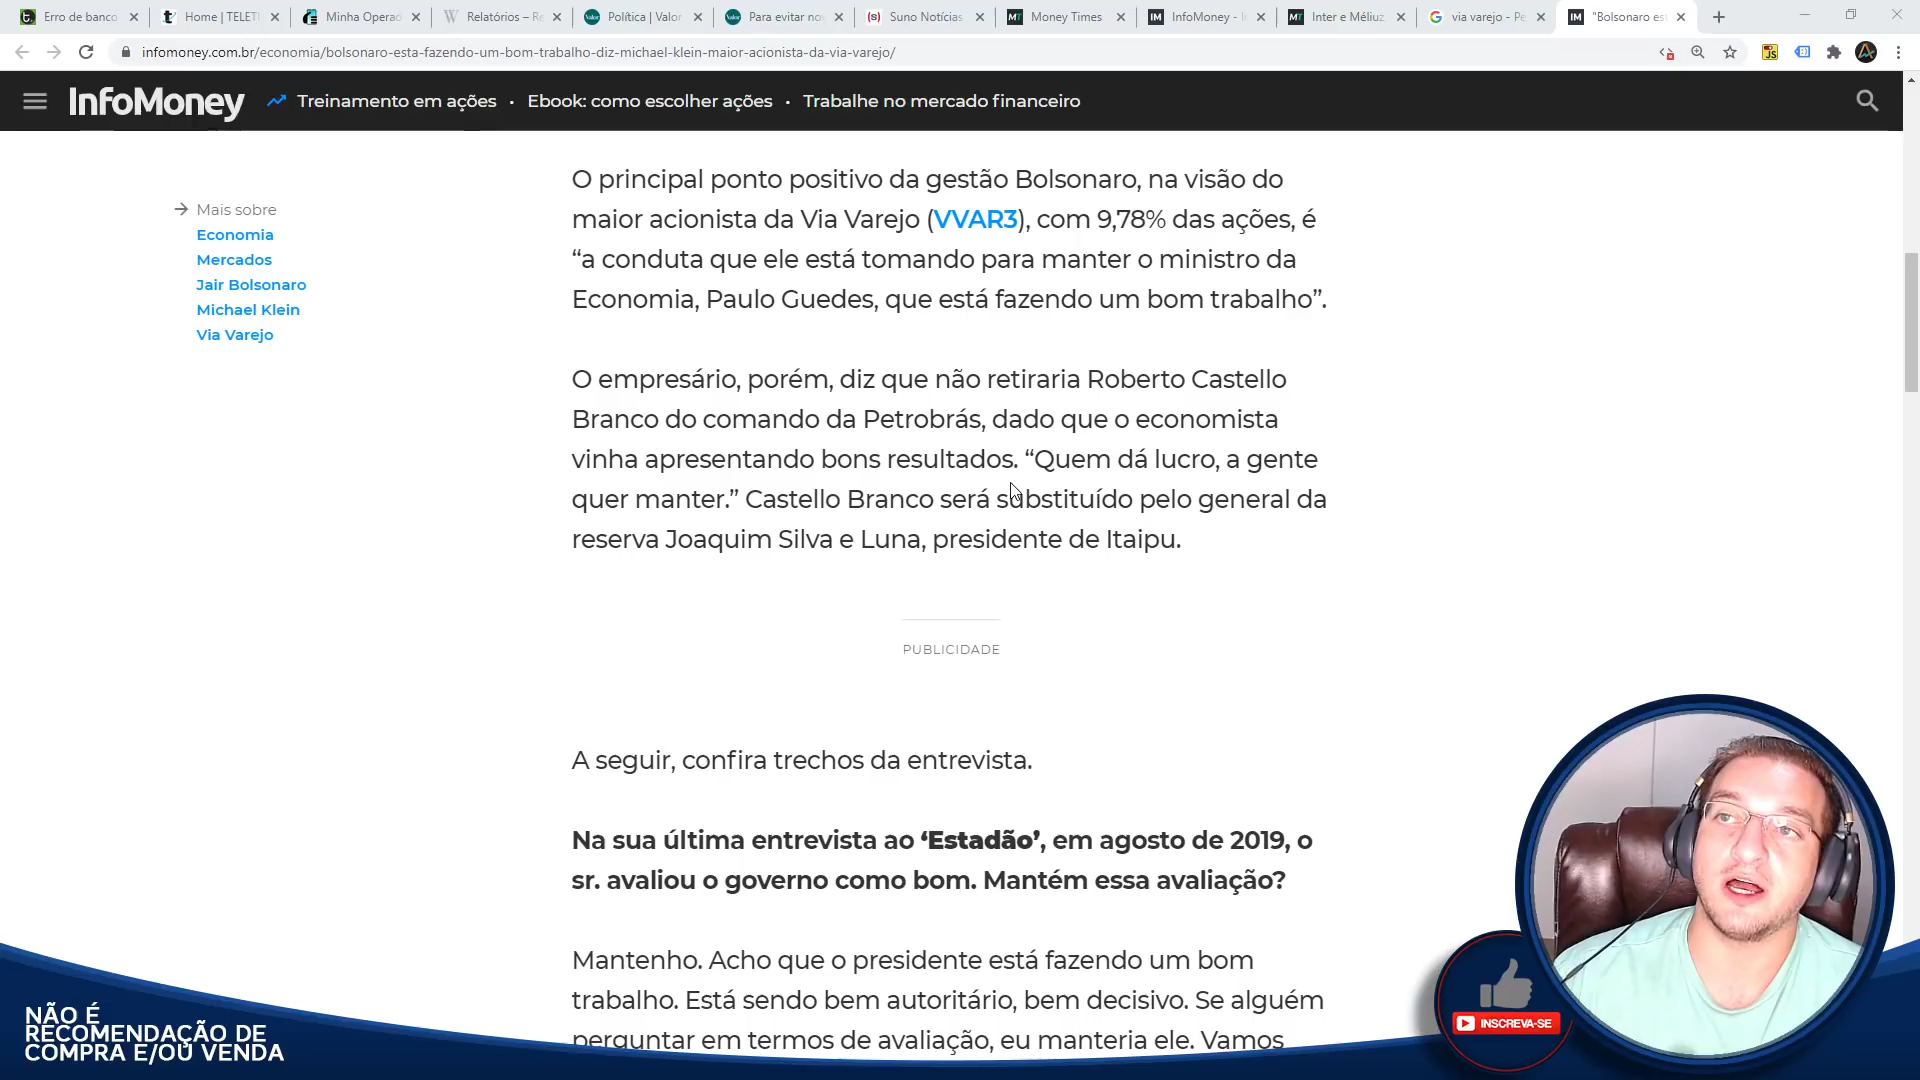 Erro de banco
Home | TELETI
Minha Operad
Relatórios – Re
Política | Valor
Para evitar nov
Suno Notícias
Money Times
InfoMoney - In
Inter e Méliuz
via varejo - Pe
"Bolsonaro est
infomoney.com.br/economia/bolsonaro-esta-fazendo-um-bom-trabalho-diz-michael-klein-maior-acionista-da-via-varejo/
InfoMoney
Treinamento em ações · Ebook: como escolher ações · Trabalhe no mercado financeiro
Mais sobre
Economia
Mercados
Jair Bolsonaro
Michael Klein
Via Varejo
O principal ponto positivo da gestão Bolsonaro, na visão do
maior acionista da Via Varejo (VVAR3), com 9,78% das ações, é
“a conduta que ele está tomando para manter o ministro da
Economia, Paulo Guedes, que está fazendo um bom trabalho”.
O empresário, porém, diz que não retiraria Roberto Castello
Branco do comando da Petrobrás, dado que o economista
vinha apresentando bons resultados. “Quem dá lucro, a gente
quer manter.” Castello Branco será substituído pelo general da
reserva Joaquim Silva e Luna, presidente de Itaipu.
PUBLICIDADE
A seguir, confira trechos da entrevista.
Na sua última entrevista ao ‘Estadão’, em agosto de 2019, o
sr. avaliou o governo como bom. Mantém essa avaliação?
Mantenho. Acho que o presidente está fazendo um bom
trabalho. Está sendo bem autoritário, bem decisivo. Se alguém
perguntar em termos de avaliação, eu manteria ele. Vamos
NÃO É
RECOMENDAÇÃO DE
COMPRA E/OU VENDA
INSCREVA-SE